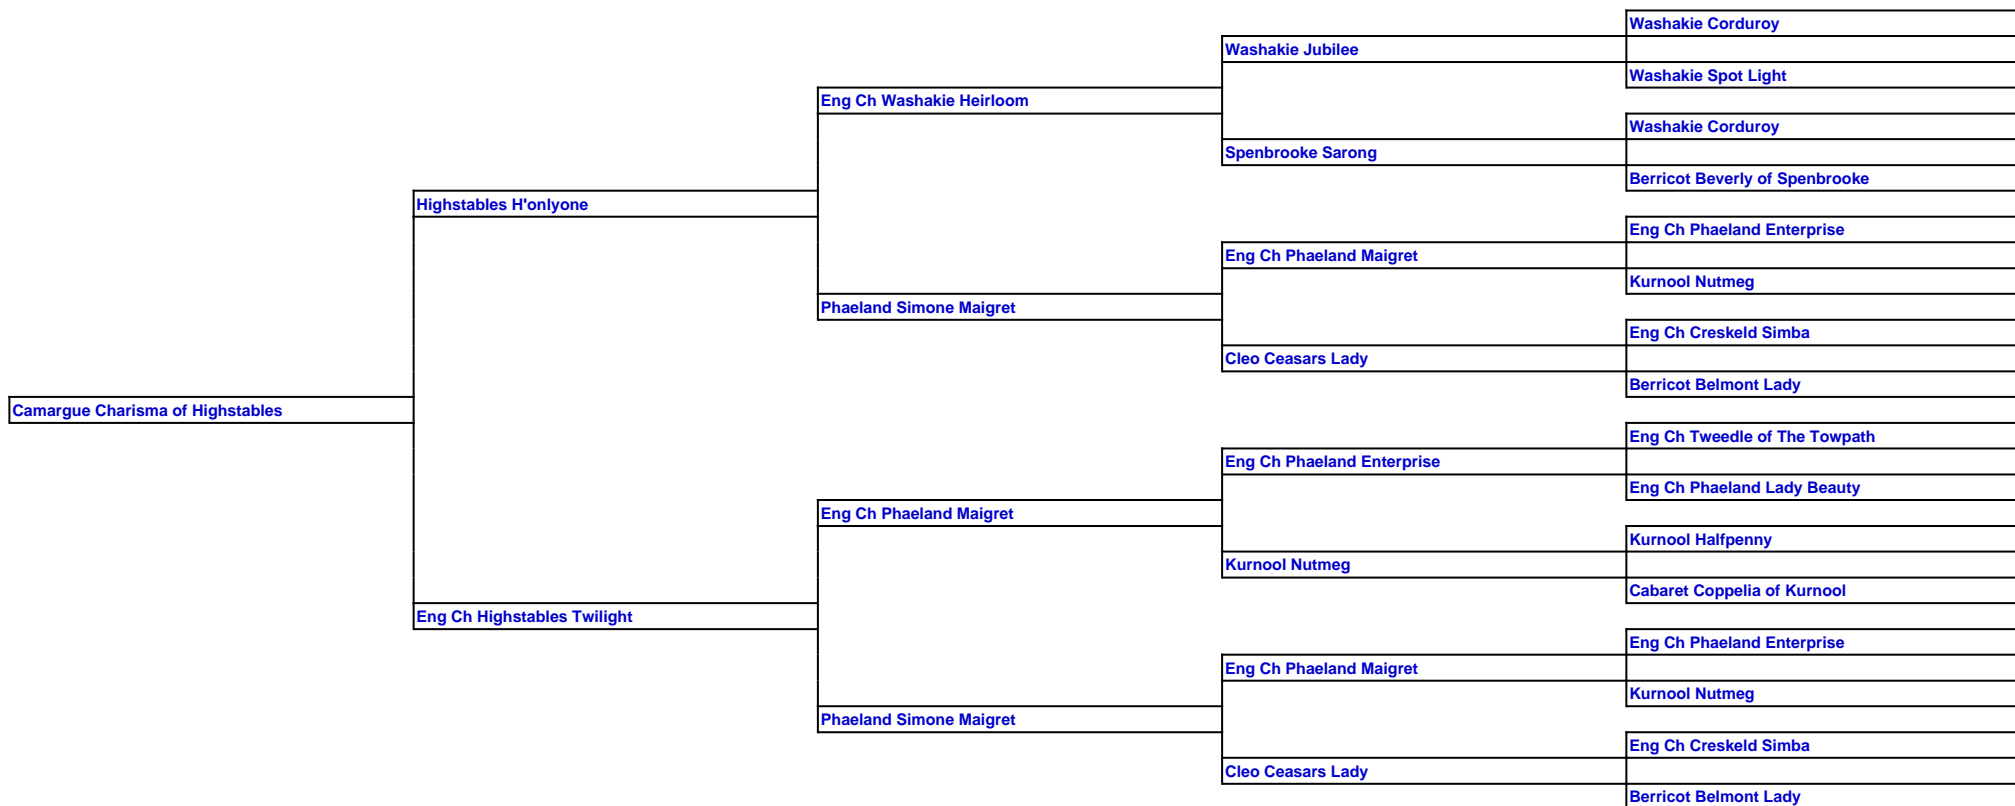 Washakie Corduroy
Washakie Jubilee
Washakie Spot Light
Eng Ch Washakie Heirloom
Washakie Corduroy
Spenbrooke Sarong
Berricot Beverly of Spenbrooke
Highstables H'onlyone
Eng Ch Phaeland Enterprise
Eng Ch Phaeland Maigret
Kurnool Nutmeg
Phaeland Simone Maigret
Eng Ch Creskeld Simba
Cleo Ceasars Lady
Berricot Belmont Lady
Camargue Charisma of Highstables
Eng Ch Tweedle of The Towpath
Eng Ch Phaeland Enterprise
Eng Ch Phaeland Lady Beauty
Eng Ch Phaeland Maigret
Kurnool Halfpenny
Kurnool Nutmeg
Cabaret Coppelia of Kurnool
Eng Ch Highstables Twilight
Eng Ch Phaeland Enterprise
Eng Ch Phaeland Maigret
Kurnool Nutmeg
Phaeland Simone Maigret
Eng Ch Creskeld Simba
Cleo Ceasars Lady
Berricot Belmont Lady